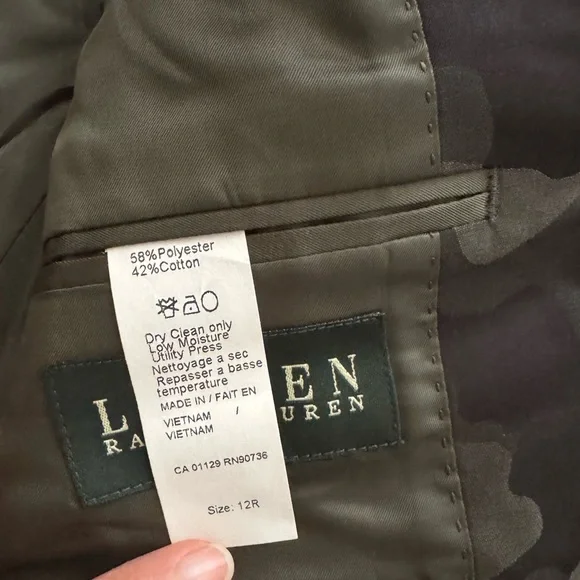 58%Polyester
42%Cotton
Dry Clean only
Low Moisture
Utility Press
Nettoyage a sec
Repasser a basse
temperature
MADE IN / FAIT EN
VIETNAM /
VIETNAM
CA 01129 RN90736
Size: 12R